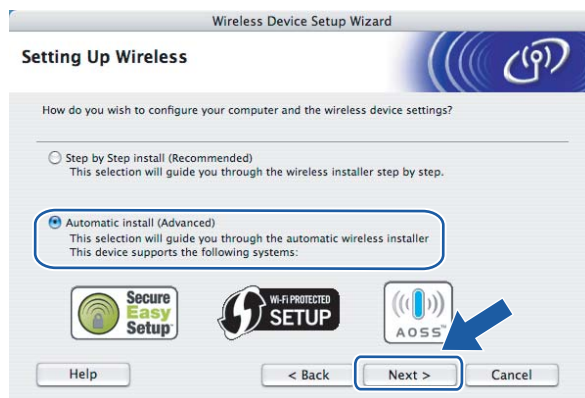 Wireless Device Setup Wizard
Setting Up Wireless
How do you wish to configure your computer and the wireless device settings?
Step by Step install (Recommended)
This selection will guide you through the wireless installer step by step.
Automatic install (Advanced)
This selection will guide you through the automatic wireless installer
This device supports the following systems:
Secure
Easy
Setup
WI-FI PROTECTED
SETUP
AOSS™
Help
< Back
Next >
Cancel